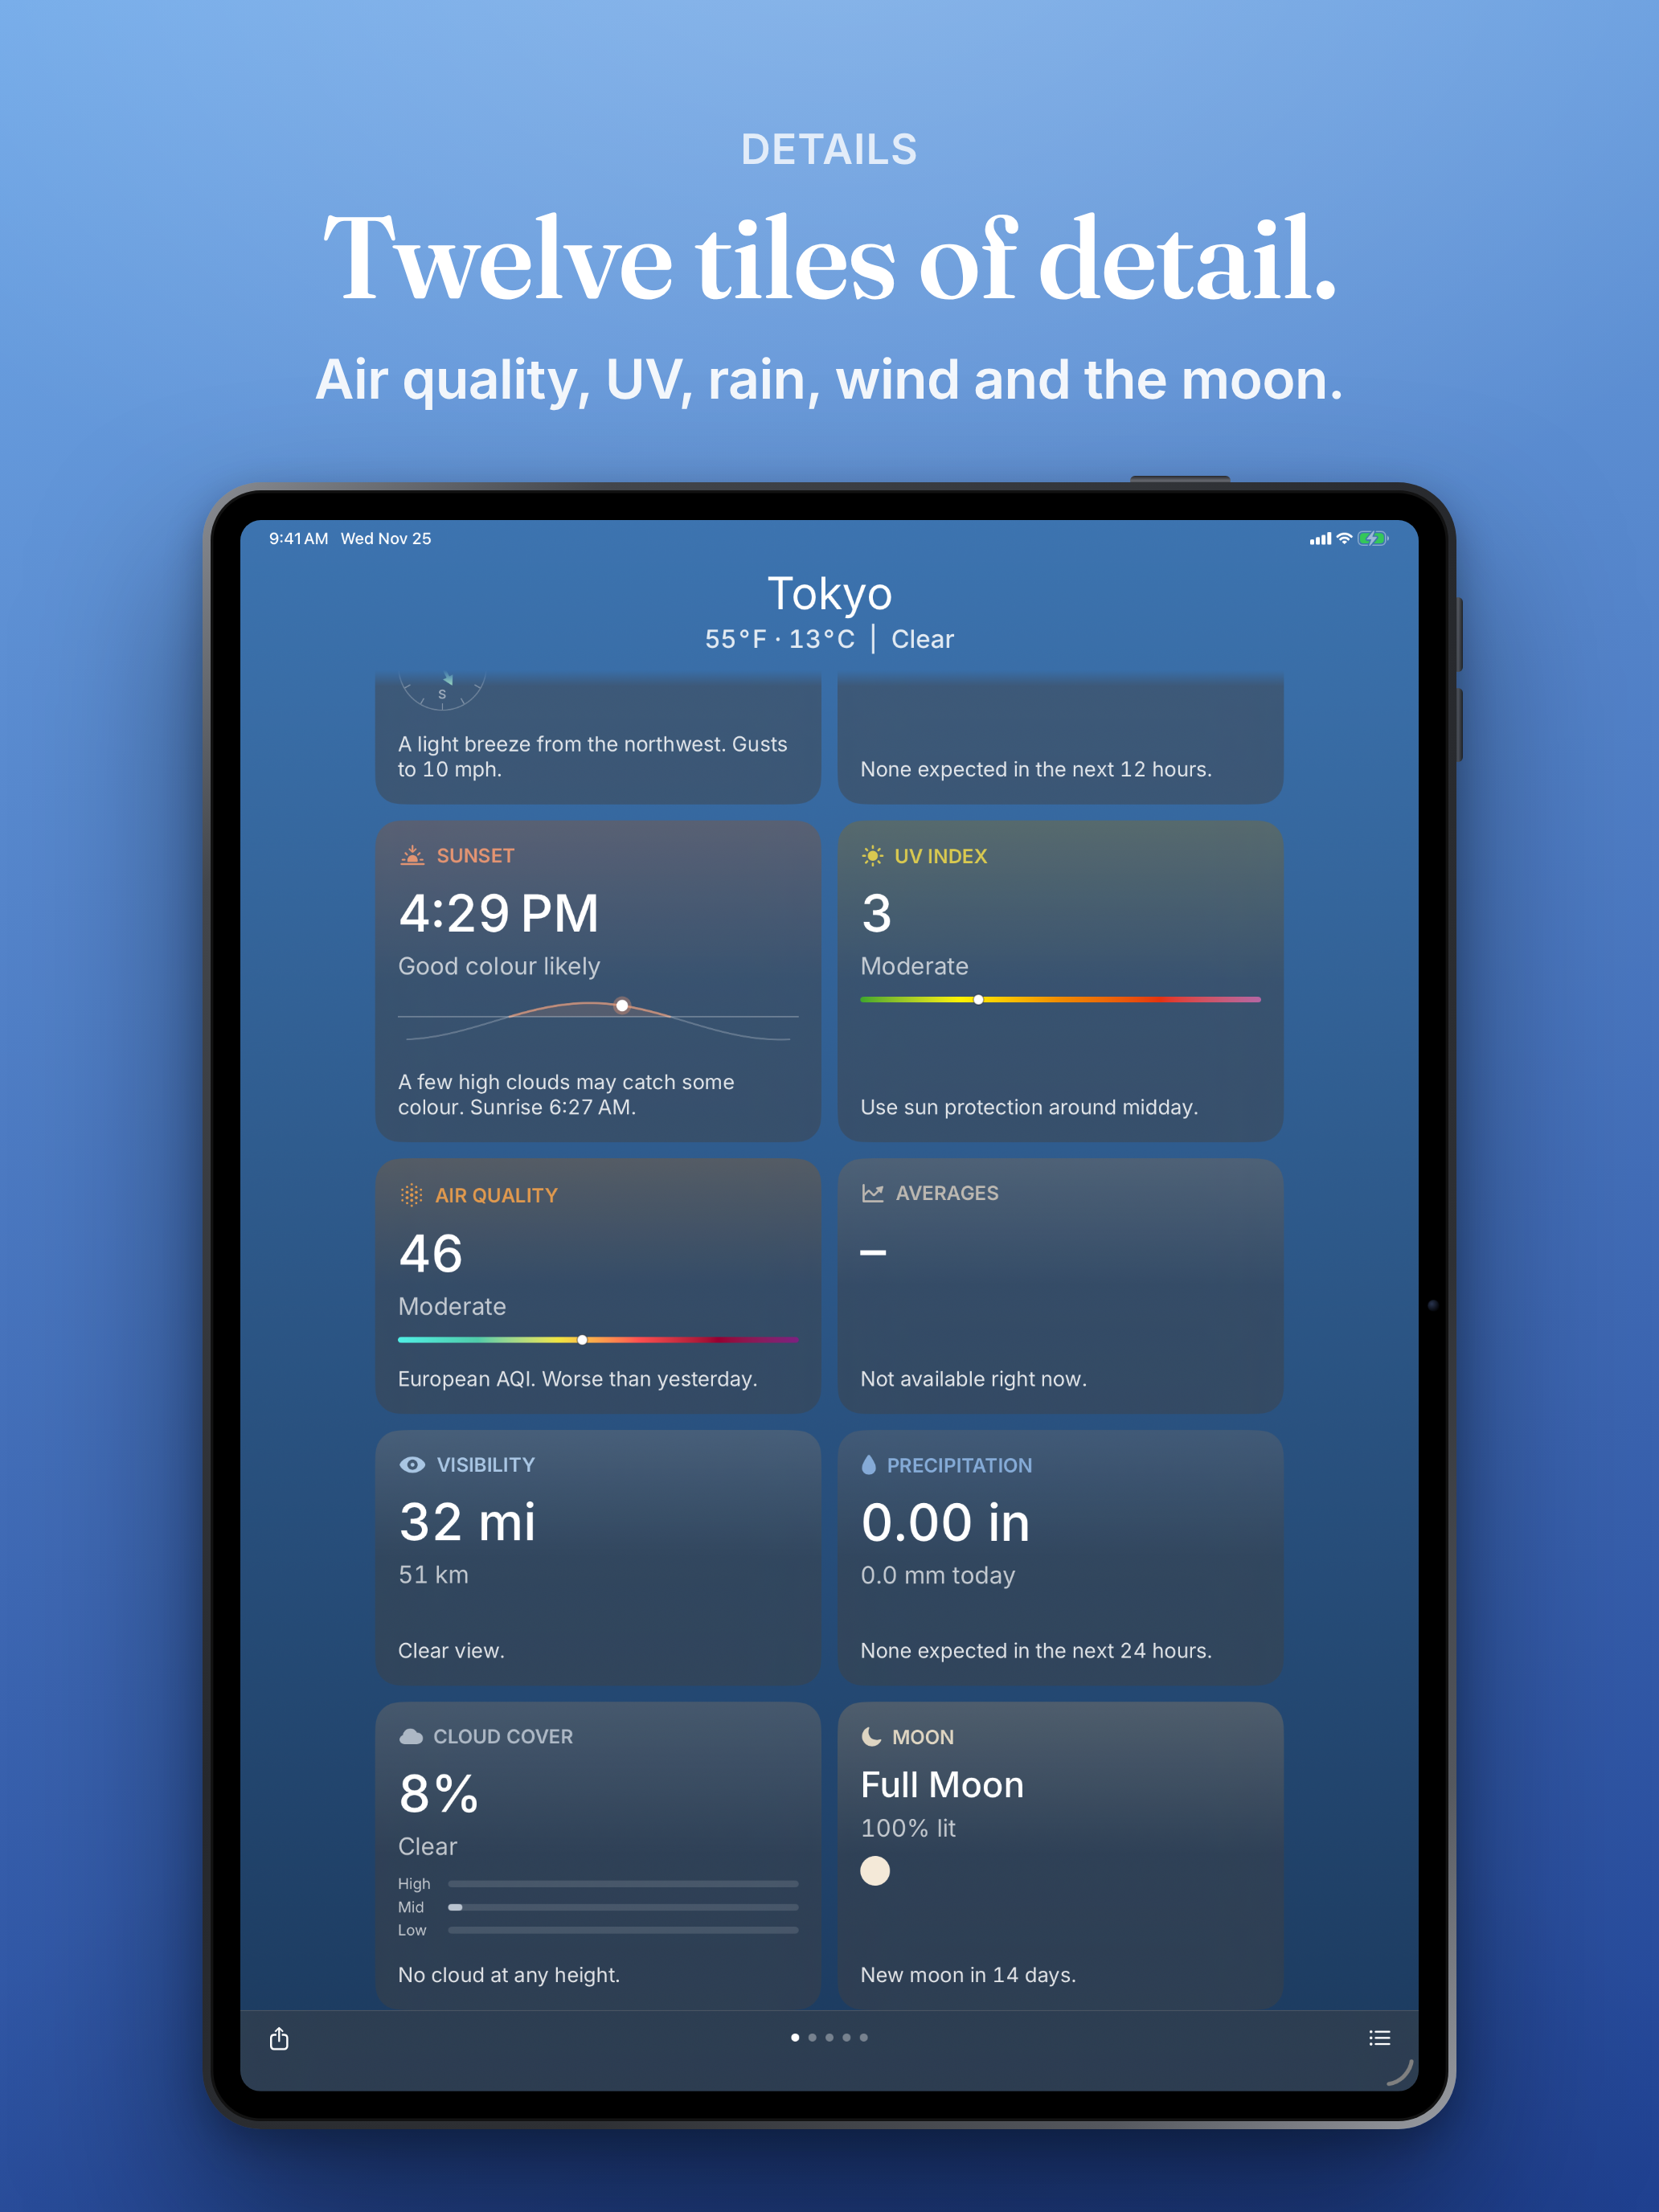 DETAILS
Twelve tiles of detail.
Air quality, UV, rain, wind and the moon.
9:41 AM Wed Nov 25
Tokyo
55°F · 13°C | Clear
S
A light breeze from the northwest. Gusts
to 10 mph.
None expected in the next 12 hours.
SUNSET
4:29 PM
Good colour likely
A few high clouds may catch some
colour. Sunrise 6:27 AM.
UV INDEX
3
Moderate
Use sun protection around midday.
AIR QUALITY
46
Moderate
European AQI. Worse than yesterday.
AVERAGES
–
Not available right now.
VISIBILITY
32 mi
51 km
Clear view.
PRECIPITATION
0.00 in
0.0 mm today
None expected in the next 24 hours.
CLOUD COVER
8%
Clear
High
Mid
Low
No cloud at any height.
MOON
Full Moon
100% lit
New moon in 14 days.